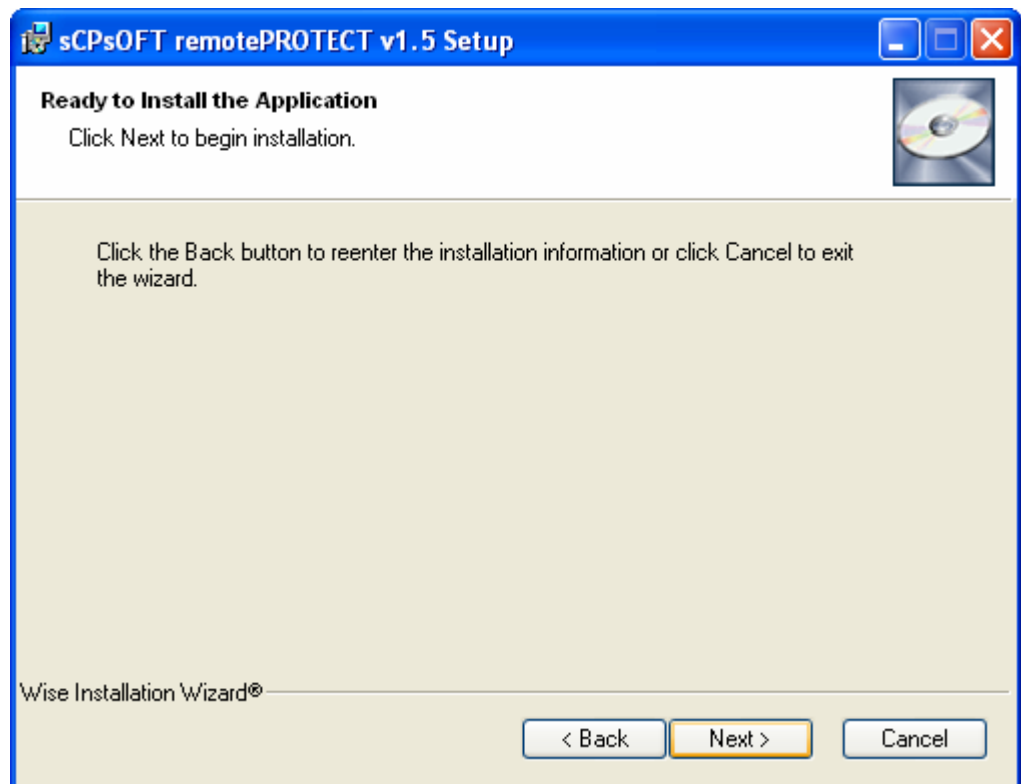 sCPsOFT remotePROTECT v1.5 Setup
Ready to Install the Application
Click Next to begin installation.
Click the Back button to reenter the installation information or click Cancel to exit
the wizard.
Wise Installation Wizard®
< Back
Next >
Cancel